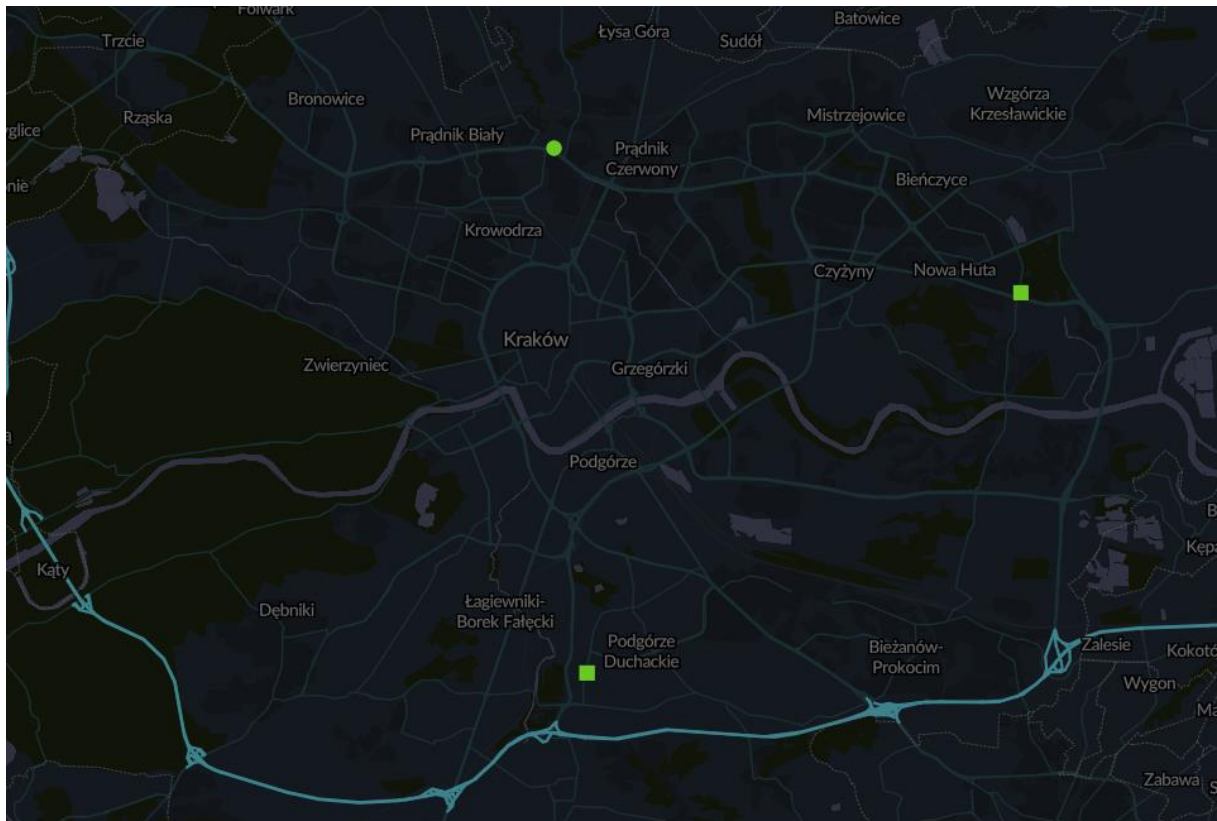 Folwark
Batowice
Łysa Góra
Trzcie
Sudół
Wzgórza
Krzesławickie
Bronowice
Rząska
Mistrzejowice
Prądnik Biały
Prądnik
Czerwony
Bieńczyce
Krowodrza
Czyżyny
Nowa Huta
Kraków
Zwierzyniec
Grzegórzki
Podgórze
Kąty
Dębniki
Łagiewniki-
Borek Fałęcki
Podgórze
Duchackie
Bieżanów-
Prokocim
Zalesie
Wygon
Zabawa